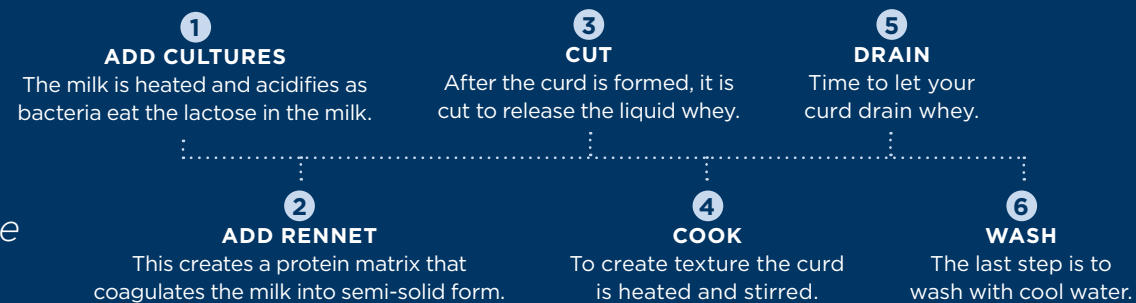 1
ADD CULTURES
The milk is heated and acidifies as
bacteria eat the lactose in the milk.
2
ADD RENNET
This creates a protein matrix that
coagulates the milk into semi-solid form.
3
CUT
After the curd is formed, it is
cut to release the liquid whey.
4
COOK
To create texture the curd
is heated and stirred.
5
DRAIN
Time to let your
curd drain whey.
6
WASH
The last step is to
wash with cool water.